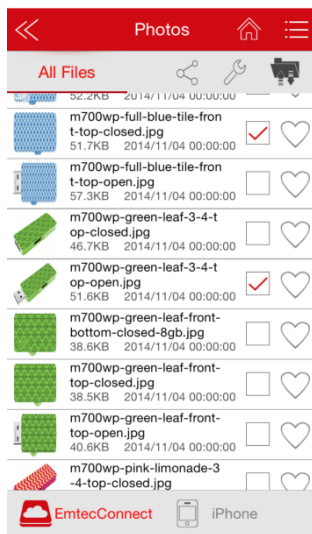 Photos
All Files
52.2KB 2014/11/04 00:00:00
m700wp-full-blue-tile-fron
t-top-closed.jpg
51.7KB 2014/11/04 00:00:00
m700wp-full-blue-tile-fron
t-top-open.jpg
57.3KB 2014/11/04 00:00:00
m700wp-green-leaf-3-4-t
op-closed.jpg
46.7KB 2014/11/04 00:00:00
m700wp-green-leaf-3-4-t
op-open.jpg
51.6KB 2014/11/04 00:00:00
m700wp-green-leaf-front-
bottom-closed-8gb.jpg
38.6KB 2014/11/04 00:00:00
m700wp-green-leaf-front-
top-closed.jpg
38.5KB 2014/11/04 00:00:00
m700wp-green-leaf-front-
top-open.jpg
40.6KB 2014/11/04 00:00:00
m700wp-pink-limonade-3
-4-top-closed.jpg
EmtecConnect iPhone